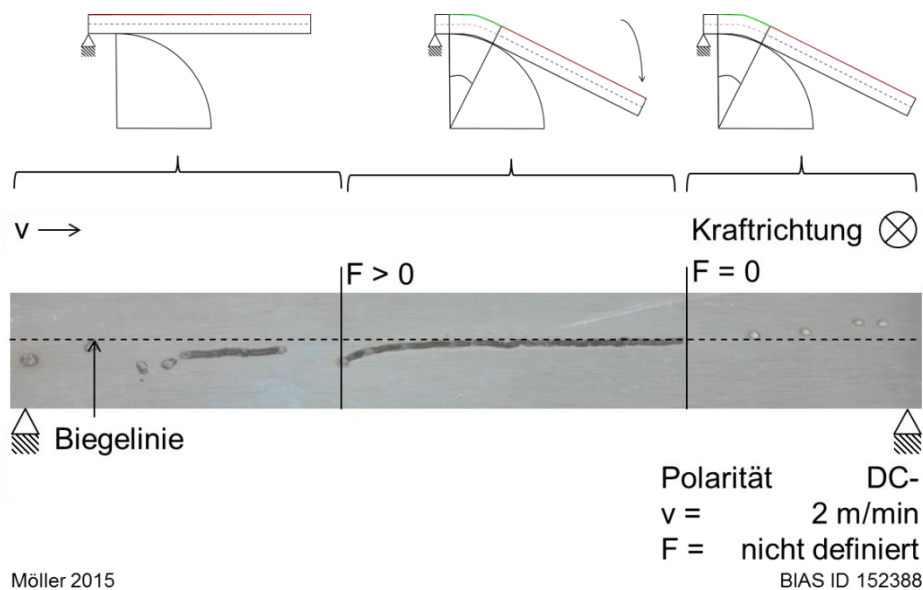 v
Kraftrichtung
F > 0
F = 0
Biegelinie
Polarität DC-
v = 2 m/min
F = nicht definiert
Möller 2015
BIAS ID 152388